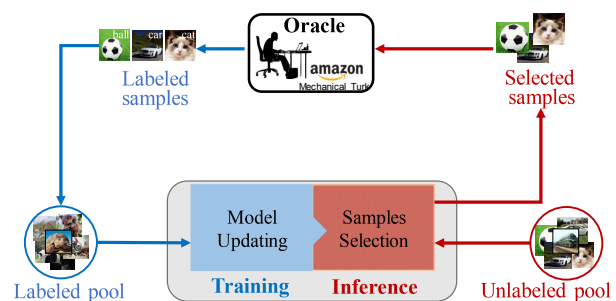 Oracle
ball car cat
amazon
Mechanical Turk
Labeled
samples
Selected
samples
Model
Updating
Samples
Selection
Training Inference
Labeled pool
Unlabeled pool